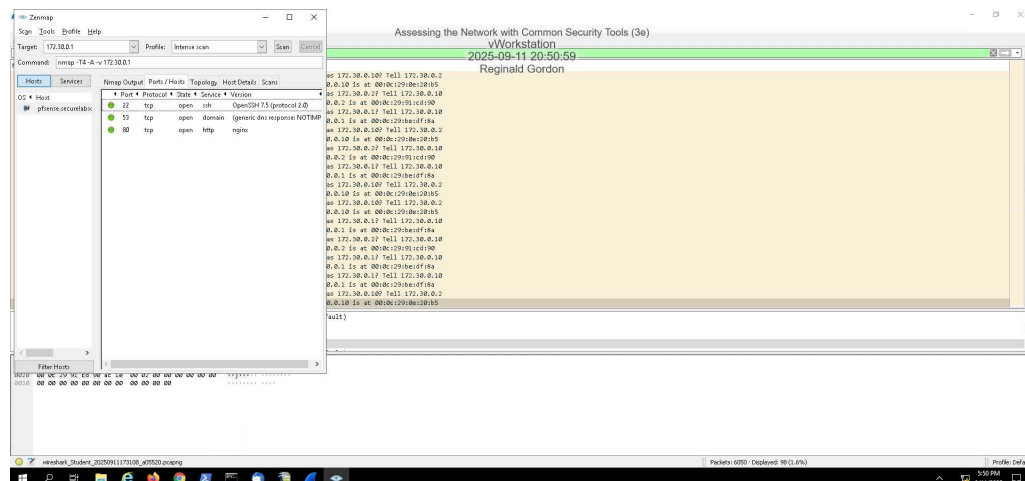 Zenmap
Assessing the Network with Common Security Tools (3e)
vWorkstation
2025-09-11 20:50:59
Reginald Gordon
Scan Tools Profile Help
Target: 172.30.0.1 Profile: Intense scan Scan Cancel
Command: nmap -T4 -A -v 172.30.0.1
Hosts Services Nmap Output Ports / Hosts Topology Host Details Scans
OS Host
pfsense.securelabs
Port Protocol State Service Version
22 tcp open ssh OpenSSH 7.5 (protocol 2.0)
53 tcp open domain (generic dns response: NOTIMP
80 tcp open http nginx
as 172.30.0.10? Tell 172.30.0.2
0.0.10 is at 00:0c:29:0e:20:b5
as 172.30.0.2? Tell 172.30.0.10
0.0.2 is at 00:0c:29:91:cd:90
as 172.30.0.1? Tell 172.30.0.10
0.0.1 is at 00:0c:29:be:df:8a
as 172.30.0.10? Tell 172.30.0.2
0.0.10 is at 00:0c:29:0e:20:b5
as 172.30.0.2? Tell 172.30.0.10
0.0.2 is at 00:0c:29:91:cd:90
as 172.30.0.1? Tell 172.30.0.10
0.0.1 is at 00:0c:29:be:df:8a
as 172.30.0.10? Tell 172.30.0.2
0.0.10 is at 00:0c:29:0e:20:b5
as 172.30.0.10? Tell 172.30.0.2
0.0.10 is at 00:0c:29:0e:20:b5
as 172.30.0.1? Tell 172.30.0.10
0.0.1 is at 00:0c:29:be:df:8a
as 172.30.0.2? Tell 172.30.0.10
0.0.2 is at 00:0c:29:91:cd:90
as 172.30.0.1? Tell 172.30.0.10
0.0.1 is at 00:0c:29:be:df:8a
as 172.30.0.1? Tell 172.30.0.10
0.0.1 is at 00:0c:29:be:df:8a
as 172.30.0.10? Tell 172.30.0.2
0.0.10 is at 00:0c:29:0e:20:b5
fault)
Filter Hosts
0050 00 00 00 00 00 00 00 00 00 00 00 00
wireshark_Student_20250911173108_a05520.pcapng
Packets: 6050 · Displayed: 98 (1.6%)
Profile: Defa
5:50 PM